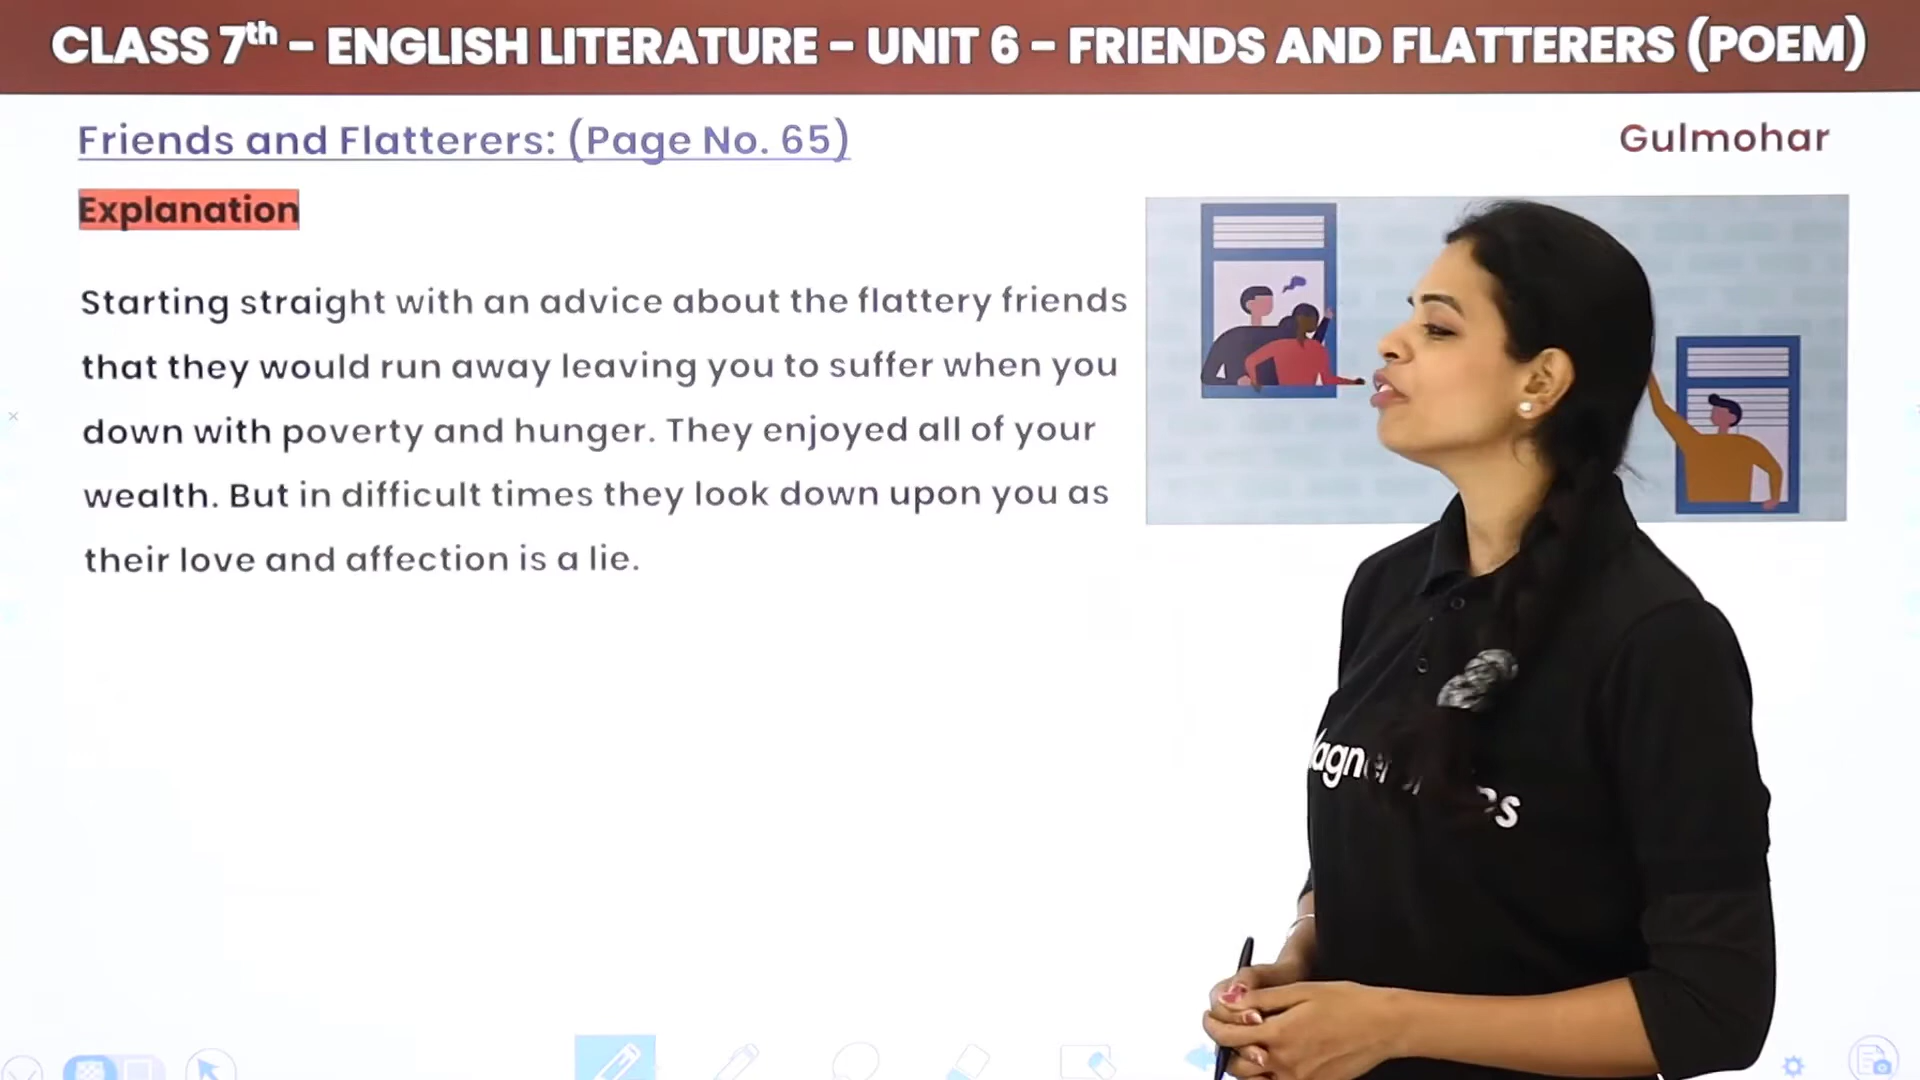 CLASS 7th – ENGLISH LITERATURE – UNIT 6 – FRIENDS AND FLATTERERS (POEM)
Friends and Flatterers: (Page No. 65)
Gulmohar
Explanation
Starting straight with an advice about the flattery friends
that they would run away leaving you to suffer when you
down with poverty and hunger. They enjoyed all of your
wealth. But in difficult times they look down upon you as
their love and affection is a lie.